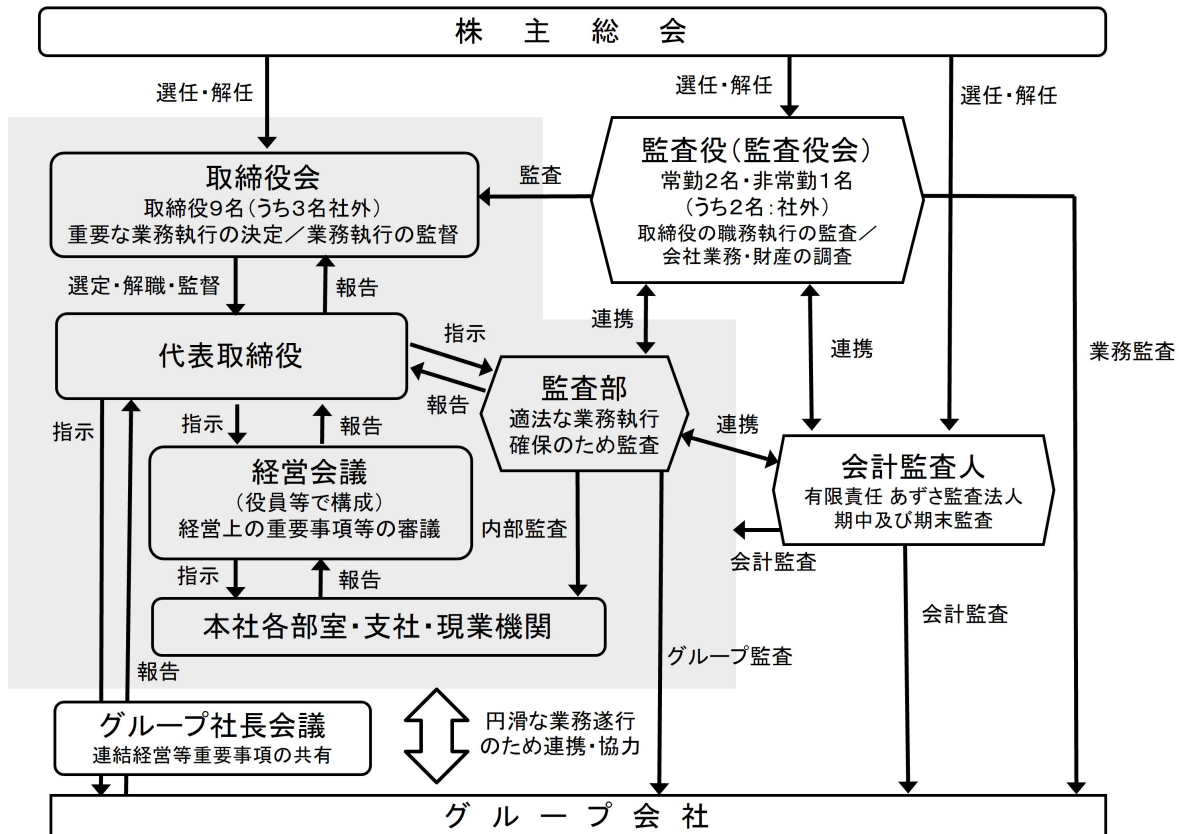 株主総会
選任・解任
選任・解任
選任・解任
取締役会
取締役9名(うち3名社外)
重要な業務執行の決定／業務執行の監督
監査
監査役(監査役会)
常勤2名・非常勤1名
(うち2名:社外)
取締役の職務執行の監査／
会社業務・財産の調査
選定・解職・監督
報告
連携
連携
業務監査
代表取締役
指示
報告
監査部
適法な業務執行
確保のため監査
連携
指示
指示
報告
経営会議
(役員等で構成)
経営上の重要事項等の審議
内部監査
会計監査人
有限責任 あずさ監査法人
期中及び期末監査
会計監査
指示
報告
本社各部室・支社・現業機関
会計監査
報告
グループ監査
グループ社長会議
連結経営等重要事項の共有
円滑な業務遂行
のため連携・協力
グループ会社